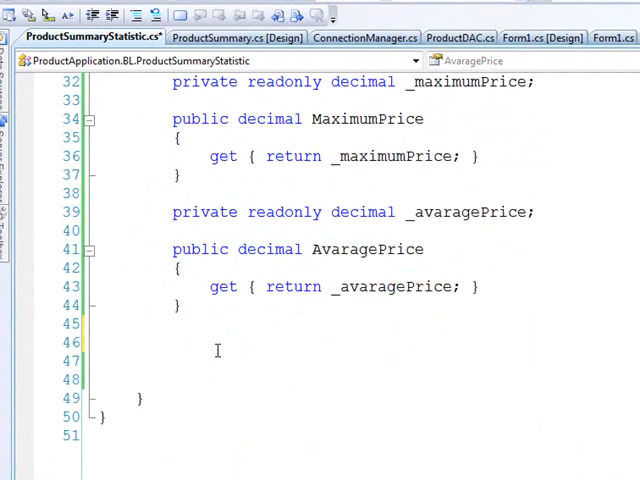 ProductSummaryStatistic.cs* ProductSummary.cs [Design] ConnectionManager.cs ProductDAC.cs Form1.cs [Design] Form1.cs
ProductApplication.BL.ProductSummaryStatistic AvaragePrice
32 private readonly decimal _maximumPrice;
33
34 public decimal MaximumPrice
35 {
36 get { return _maximumPrice; }
37 }
38
39 private readonly decimal _avaragePrice;
40
41 public decimal AvaragePrice
42 {
43 get { return _avaragePrice; }
44 }
45
46
47
48
49 }
50 }
51